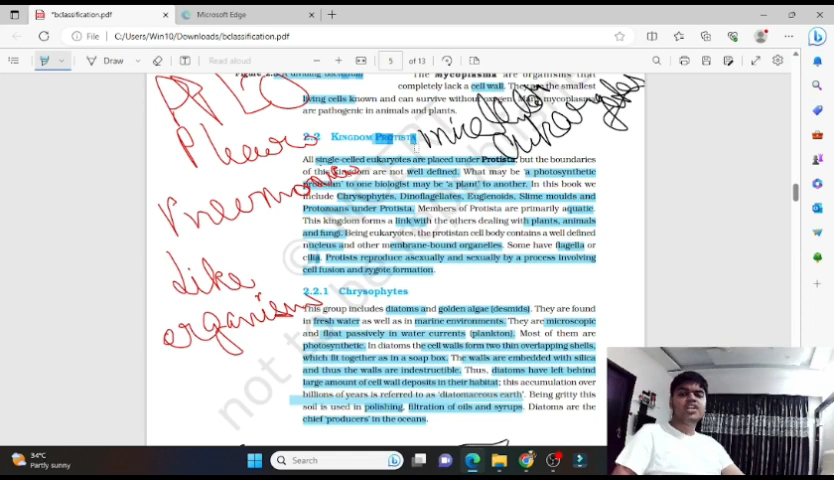 *bclassification.pdf
Microsoft Edge
File
C:/Users/Win10/Downloads/bclassification.pdf
Draw
Read aloud
5 of 13
The Mycoplasma are organisms that
completely lack a cell wall. They are the smallest
living cells known and can survive without oxygen. Many mycoplasma
are pathogenic in animals and plants.
PPLO
Pleuro
Pneumonia
Like
organisms
2.2 KINGDOM PROTISTA
unicellular
eukaryotes
All single-celled eukaryotes are placed under Protista, but the boundaries
of this kingdom are not well defined. What may be 'a photosynthetic
protistan' to one biologist may be 'a plant' to another. In this book we
include Chrysophytes, Dinoflagellates, Euglenoids, Slime moulds and
Protozoans under Protista. Members of Protista are primarily aquatic.
This kingdom forms a link with the others dealing with plants, animals
and fungi. Being eukaryotes, the protistan cell body contains a well defined
nucleus and other membrane-bound organelles. Some have flagella or
cilia. Protists reproduce asexually and sexually by a process involving
cell fusion and zygote formation.
2.2.1 Chrysophytes
This group includes diatoms and golden algae (desmids). They are found
in fresh water as well as in marine environments. They are microscopic
and float passively in water currents (plankton). Most of them are
photosynthetic. In diatoms the cell walls form two thin overlapping shells,
which fit together as in a soap box. The walls are embedded with silica
and thus the walls are indestructible. Thus, diatoms have left behind
large amount of cell wall deposits in their habitat; this accumulation over
billions of years is referred to as 'diatomaceous earth'. Being gritty this
soil is used in polishing, filtration of oils and syrups. Diatoms are the
chief 'producers' in the oceans.
34°C
Partly sunny
Search